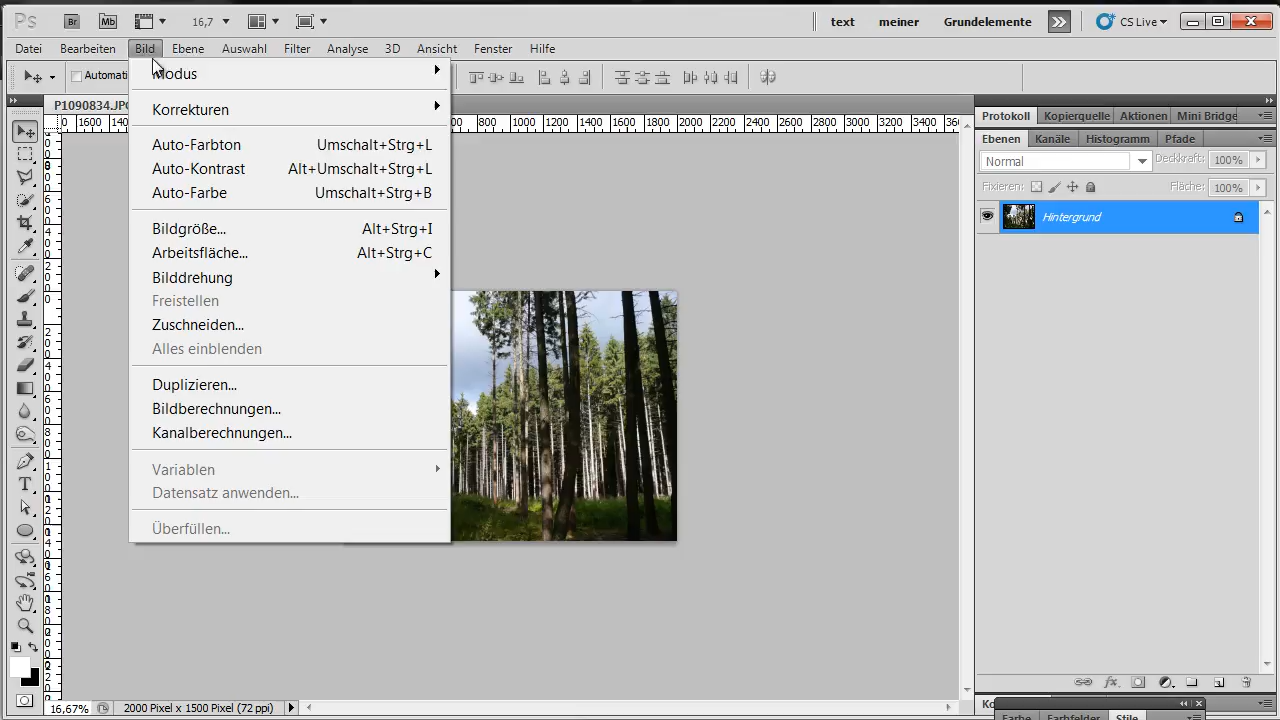 Ps Br Mb 16,7 text meiner Grundelemente CS Live
Datei Bearbeiten Bild Ebene Auswahl Filter Analyse 3D Ansicht Fenster Hilfe
Automati
P1090834.JPG
Modus
Korrekturen
Auto-Farbton Umschalt+Strg+L
Auto-Kontrast Alt+Umschalt+Strg+L
Auto-Farbe Umschalt+Strg+B
Bildgröße... Alt+Strg+I
Arbeitsfläche... Alt+Strg+C
Bilddrehung
Freistellen
Zuschneiden...
Alles einblenden
Duplizieren...
Bildberechnungen...
Kanalberechnungen...
Variablen
Datensatz anwenden...
Überfüllen...
1600 800 1000 1200 1400 1600 1800 2000 2200 2400 2600 2800 3000 3200 3400
Protokoll Kopierquelle Aktionen Mini Bridge
Ebenen Kanäle Histogramm Pfade
Normal Deckkraft: 100%
Fixieren: Fläche: 100%
Hintergrund
fx
16,67% 2000 Pixel x 1500 Pixel (72 ppi)
Farbe Farbfelder Stile